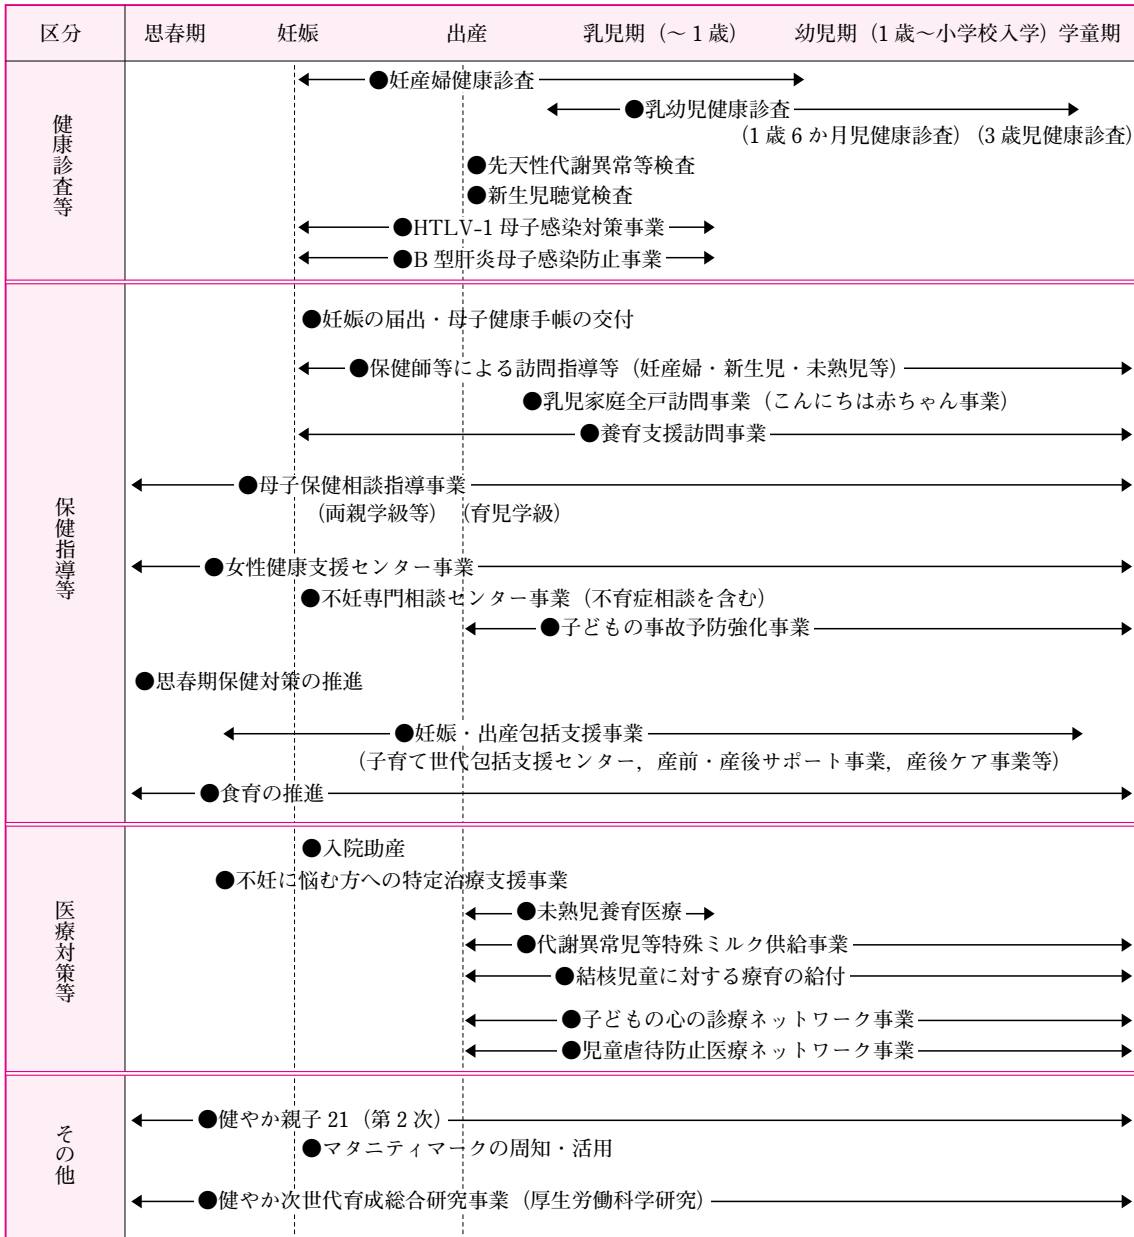 区分 思春期 妊娠 出産 乳児期（～1歳） 幼児期（1歳～小学校入学） 学童期
健康診査等
●妊産婦健康診査
●乳幼児健康診査
（1歳6か月児健康診査）（3歳児健康診査）
●先天性代謝異常等検査
●新生児聴覚検査
●HTLV-1母子感染対策事業
●B型肝炎母子感染防止事業
保健指導等
●妊娠の届出・母子健康手帳の交付
●保健師等による訪問指導等（妊産婦・新生児・未熟児等）
●乳児家庭全戸訪問事業（こんにちは赤ちゃん事業）
●養育支援訪問事業
●母子保健相談指導事業
（両親学級等）（育児学級）
●女性健康支援センター事業
●不妊専門相談センター事業（不育症相談を含む）
●子どもの事故予防強化事業
●思春期保健対策の推進
●妊娠・出産包括支援事業
（子育て世代包括支援センター，産前・産後サポート事業，産後ケア事業等）
●食育の推進
医療対策等
●入院助産
●不妊に悩む方への特定治療支援事業
●未熟児養育医療
●代謝異常児等特殊ミルク供給事業
●結核児童に対する療育の給付
●子どもの心の診療ネットワーク事業
●児童虐待防止医療ネットワーク事業
その他
●健やか親子21（第2次）
●マタニティマークの周知・活用
●健やか次世代育成総合研究事業（厚生労働科学研究）